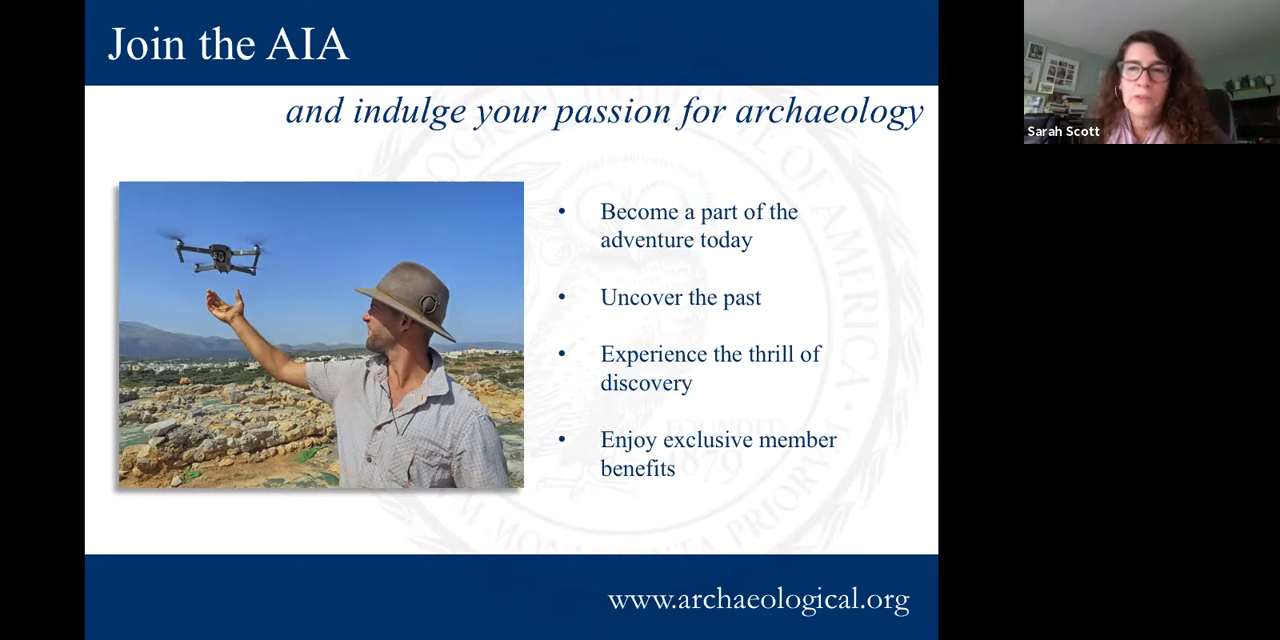 Join the AIA
and indulge your passion for archaeology
• Become a part of the
adventure today
• Uncover the past
• Experience the thrill of
discovery
• Enjoy exclusive member
benefits
www.archaeological.org
Sarah Scott